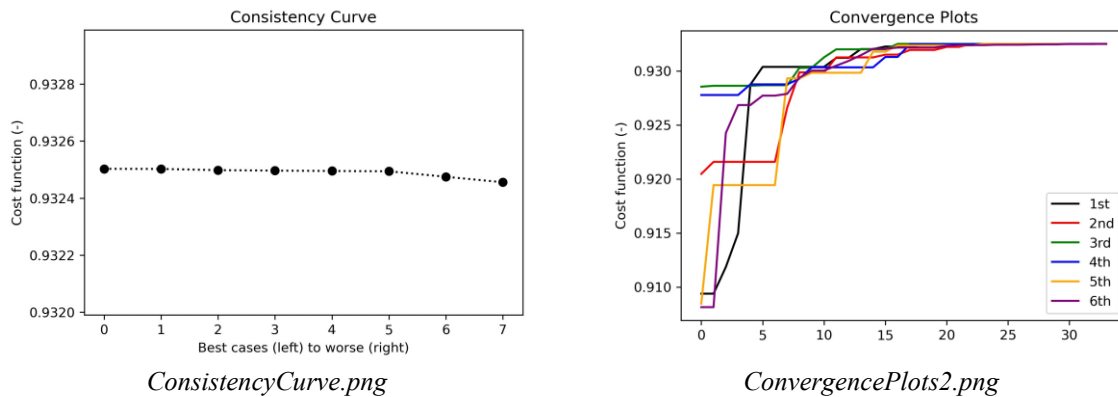 Consistency Curve
Cost function (-)
0.9328
0.9326
0.9324
0.9322
0.9320
0 1 2 3 4 5 6 7
Best cases (left) to worse (right)
ConsistencyCurve.png
Convergence Plots
Cost function (-)
0.930
0.925
0.920
0.915
0.910
1st
2nd
3rd
4th
5th
6th
0 5 10 15 20 25 30
ConvergencePlots2.png